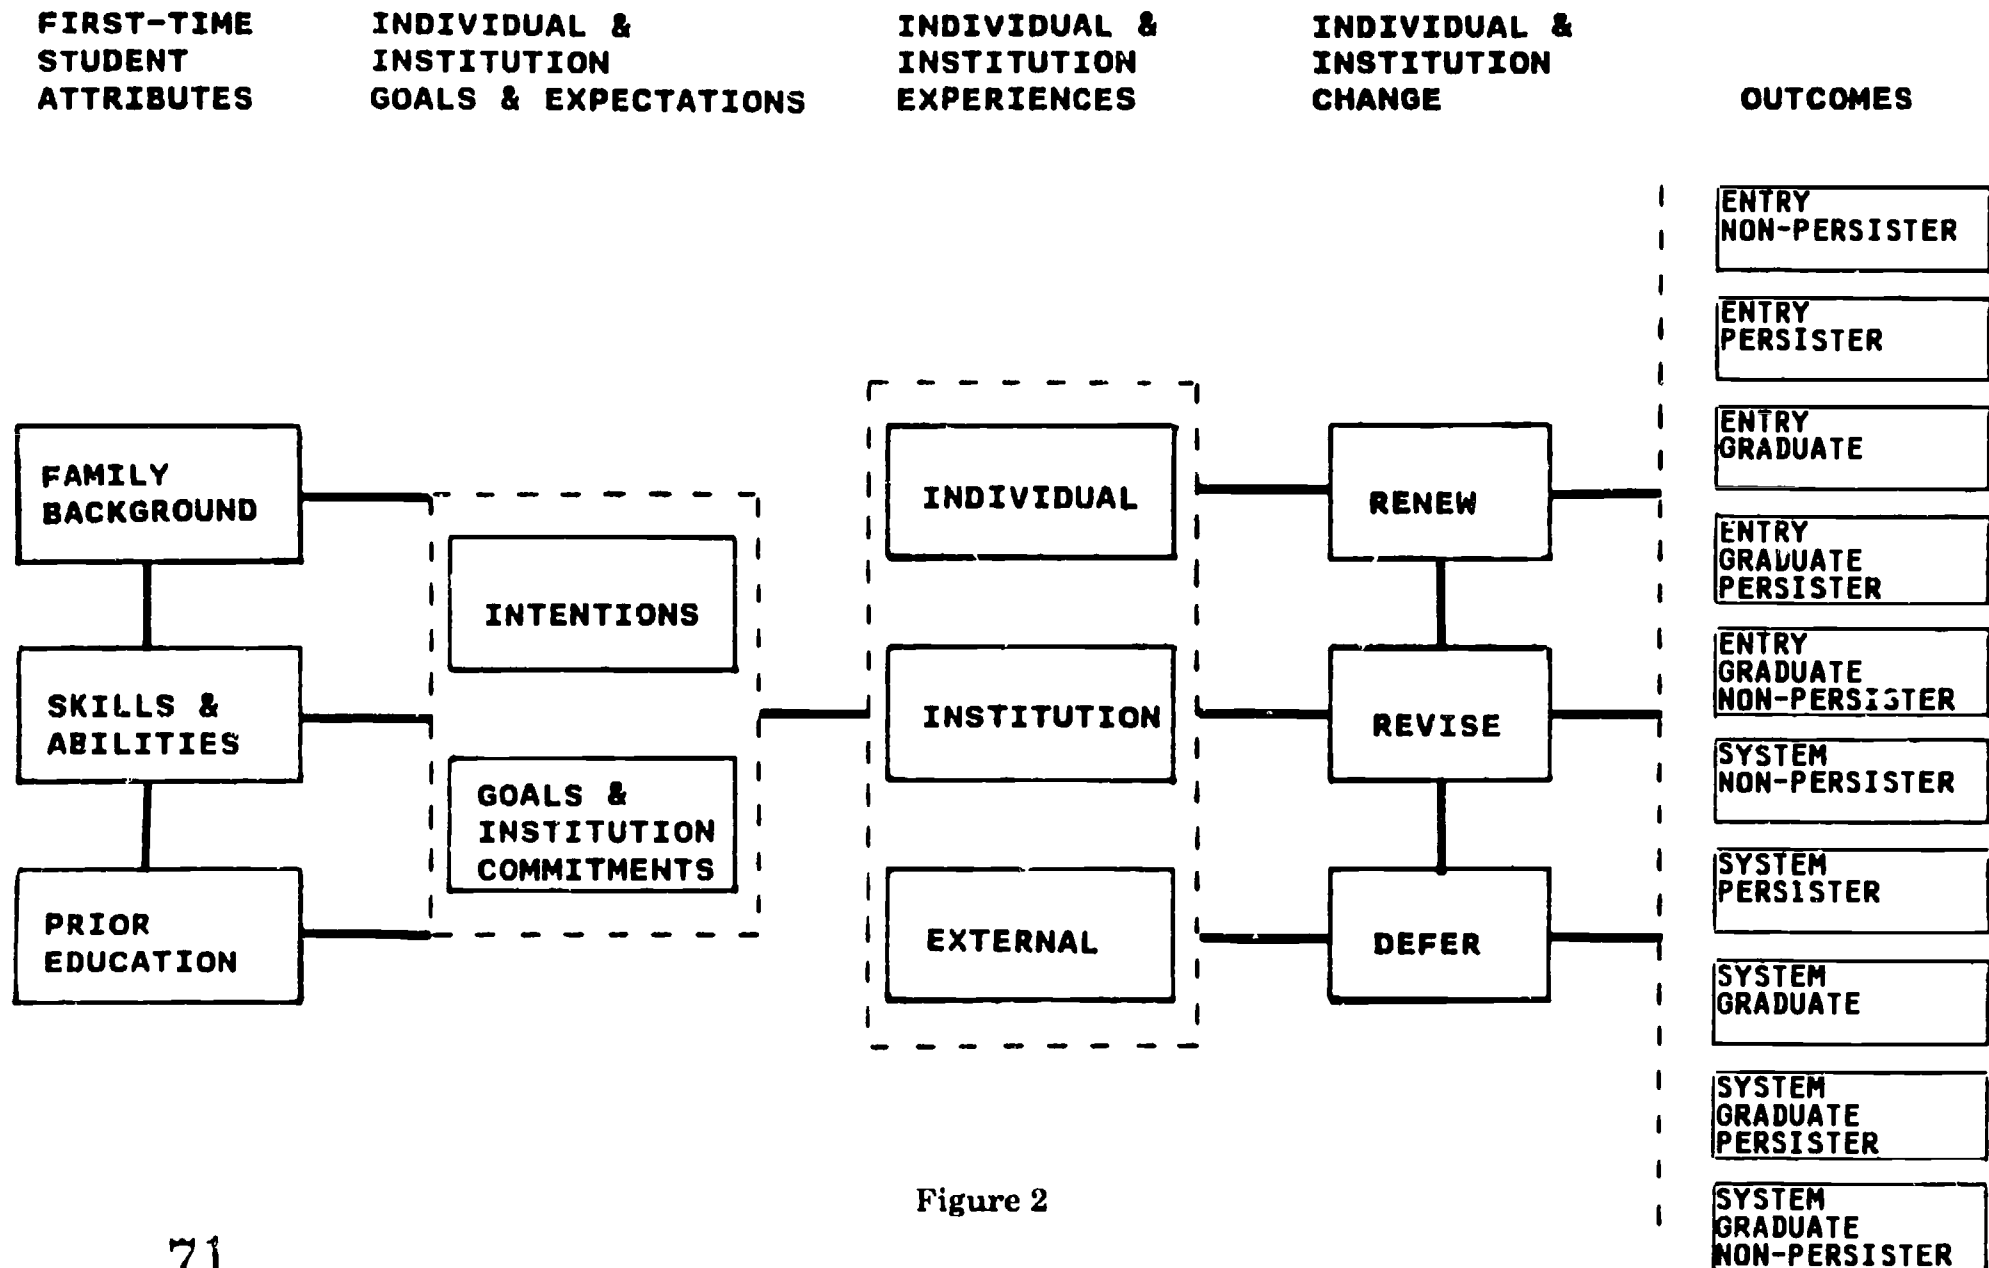 FIRST-TIME
STUDENT
ATTRIBUTES
INDIVIDUAL &
INSTITUTION
GOALS & EXPECTATIONS
INDIVIDUAL &
INSTITUTION
EXPERIENCES
INDIVIDUAL &
INSTITUTION
CHANGE
OUTCOMES
FAMILY
BACKGROUND
SKILLS &
ABILITIES
PRIOR
EDUCATION
INTENTIONS
GOALS &
INSTITUTION
COMMITMENTS
INDIVIDUAL
INSTITUTION
EXTERNAL
RENEW
REVISE
DEFER
ENTRY
NON-PERSISTER
ENTRY
PERSISTER
ENTRY
GRADUATE
ENTRY
GRADUATE
PERSISTER
ENTRY
GRADUATE
NON-PERSISTER
SYSTEM
NON-PERSISTER
SYSTEM
PERSISTER
SYSTEM
GRADUATE
SYSTEM
GRADUATE
PERSISTER
SYSTEM
GRADUATE
NON-PERSISTER
Figure 2
71